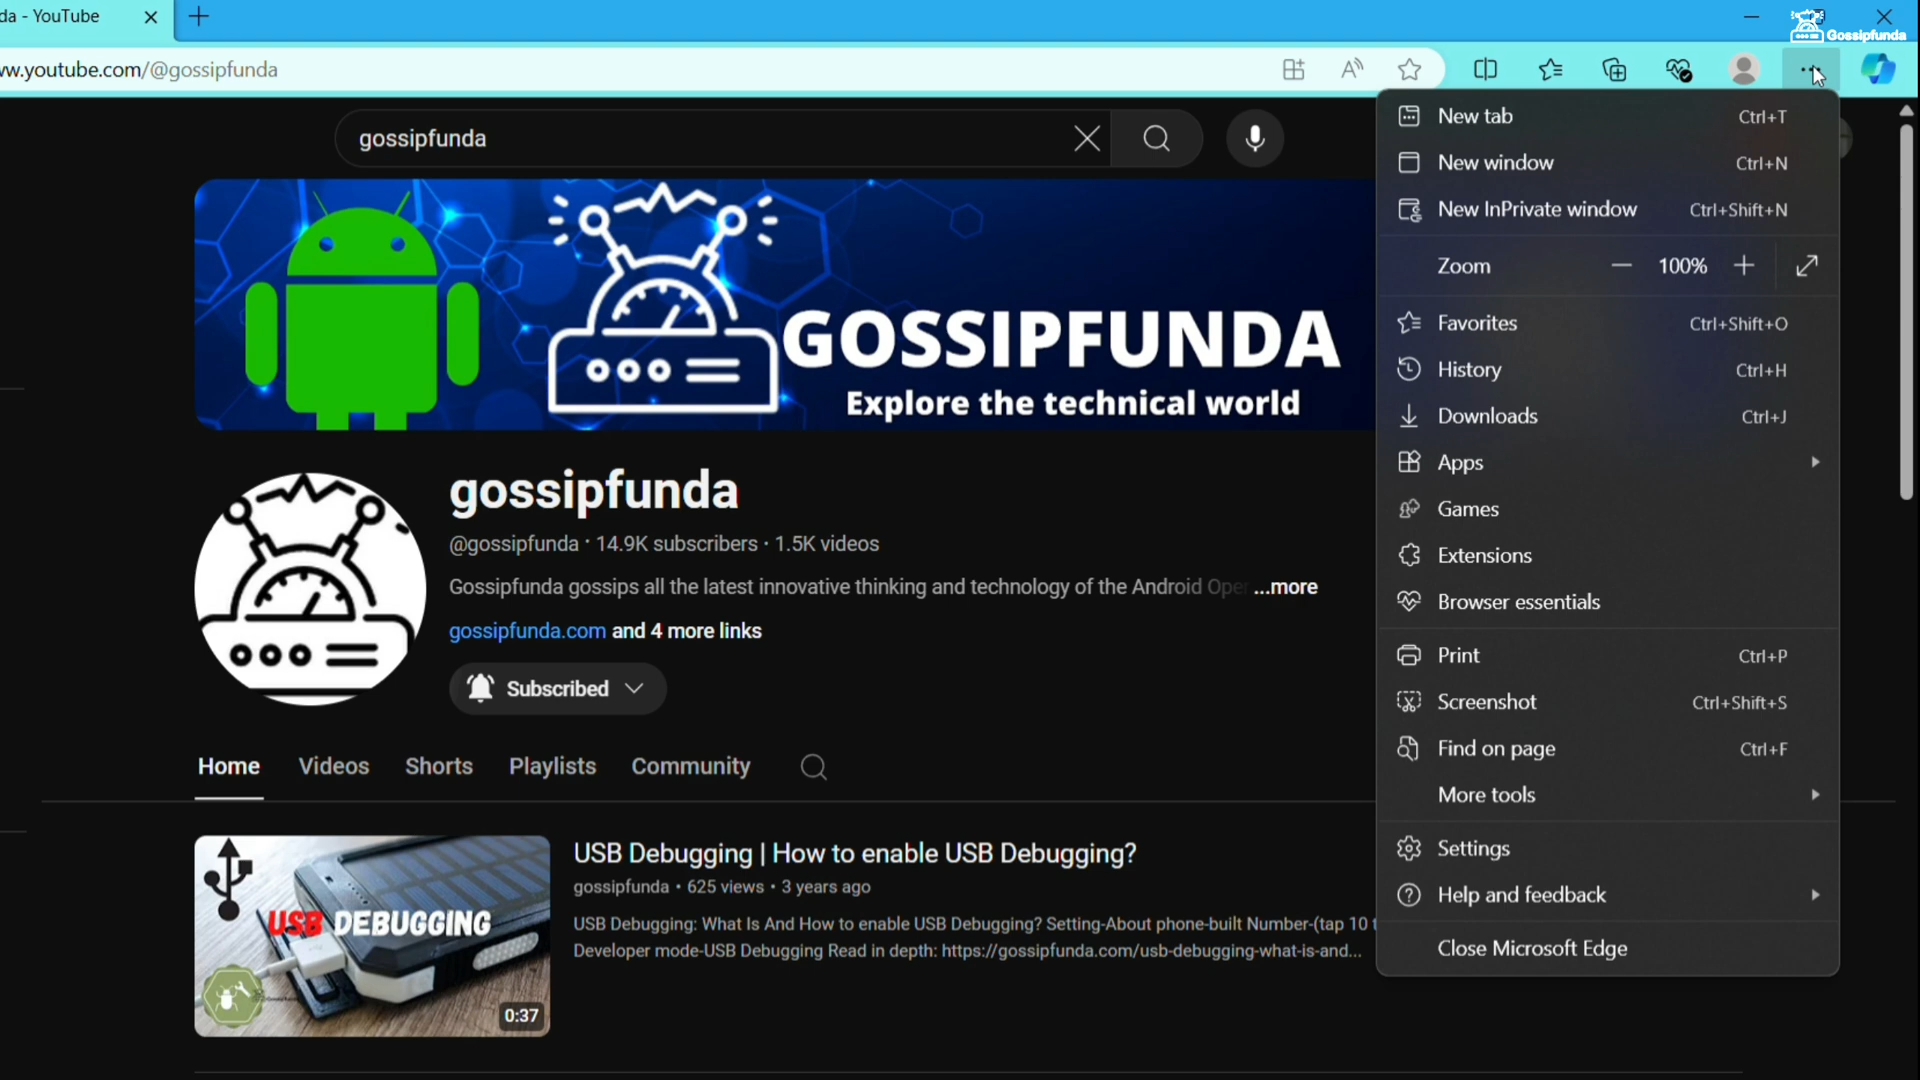 da - YouTube
Gossipfunda
ww.youtube.com/@gossipfunda
gossipfunda
New tab Ctrl+T
New window Ctrl+N
New InPrivate window Ctrl+Shift+N
Zoom 100%
Favorites Ctrl+Shift+O
History Ctrl+H
Downloads Ctrl+J
Apps
Games
Extensions
Browser essentials
Print Ctrl+P
Screenshot Ctrl+Shift+S
Find on page Ctrl+F
More tools
Settings
Help and feedback
Close Microsoft Edge
GOSSIPFUNDA
Explore the technical world
gossipfunda
@gossipfunda · 14.9K subscribers · 1.5K videos
Gossipfunda gossips all the latest innovative thinking and technology of the Android Ope ...more
gossipfunda.com and 4 more links
Subscribed
Home Videos Shorts Playlists Community
USB DEBUGGING
0:37
USB Debugging | How to enable USB Debugging?
gossipfunda • 625 views • 3 years ago
USB Debugging: What Is And How to enable USB Debugging? Setting-About phone-built Number-(tap 10 t
Developer mode-USB Debugging Read in depth: https://gossipfunda.com/usb-debugging-what-is-and...